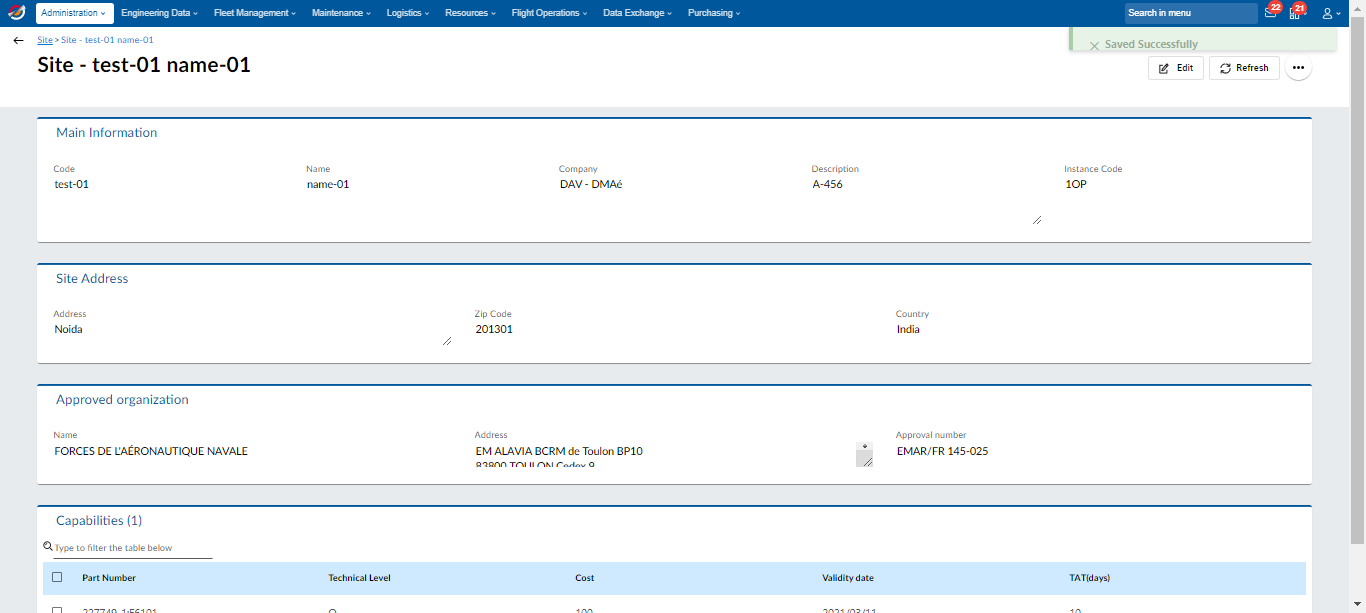 Administration Engineering Data Fleet Management Maintenance Logistics Resources Flight Operations Data Exchange Purchasing Search in menu 22 21
Site > Site - test-01 name-01
Saved Successfully
Site - test-01 name-01
Edit Refresh
Main Information
Code Name Company Description Instance Code
test-01 name-01 DAV - DMAé A-456 1OP
Site Address
Address Zip Code Country
Noida 201301 India
Approved organization
Name Address Approval number
FORCES DE L'AÉRONAUTIQUE NAVALE EM ALAVIA BCRM de Toulon BP10 EMAR/FR 145-025
83800 TOULON Cedex 9
Capabilities (1)
Type to filter the table below
Part Number Technical Level Cost Validity date TAT(days)
100 2021/03/11 10